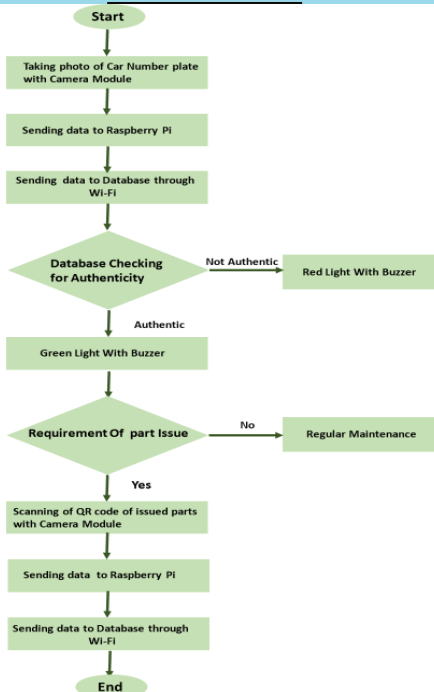 Start
Taking photo of Car Number plate
with Camera Module
Sending data to Raspberry Pi
Sending data to Database through
Wi-Fi
Database Checking
for Authenticity
Not Authentic
Red Light With Buzzer
Authentic
Green Light With Buzzer
Requirement Of part Issue
No
Regular Maintenance
Yes
Scanning of QR code of issued parts
with Camera Module
Sending data to Raspberry Pi
Sending data to Database through
Wi-Fi
End